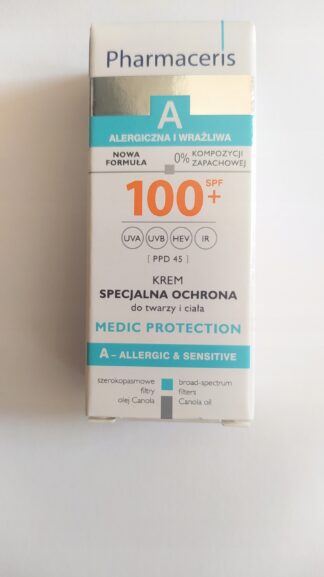 Pharmaceris
A
ALERGICZNA I WRAŻLIWA
NOWA FORMUŁA
0% KOMPOZYCJI ZAPACHOWEJ
100+ SPF
UVA UVB HEV IR
[ PPD 45 ]
KREM
SPECJALNA OCHRONA
do twarzy i ciała
MEDIC PROTECTION
A – ALLERGIC & SENSITIVE
szerokopasmowe broad-spectrum
filtry filters
olej Canola Canola oil